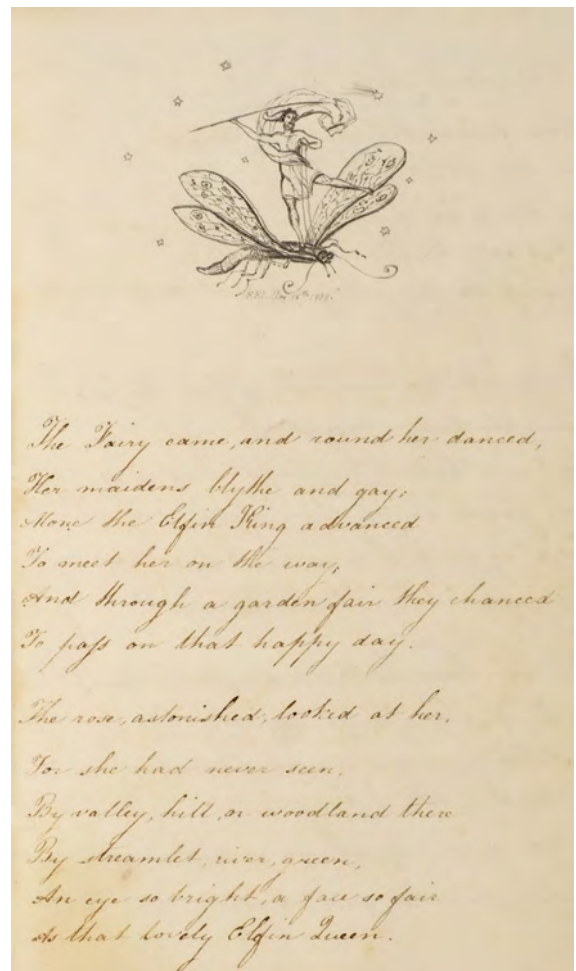 The Fairy came, and round her danced,
Her maidens blythe and gay;
Alone the Elfin King advanced
To meet her on the way;
And through a garden fair they chanced
To paſs on that happy day.
The rose, astonished, looked at her,
For she had never seen.
By valley, hill, or woodland there
By streamlet, river, green,
An eye so bright, a face so fair
As that lovely Elfin Queen.